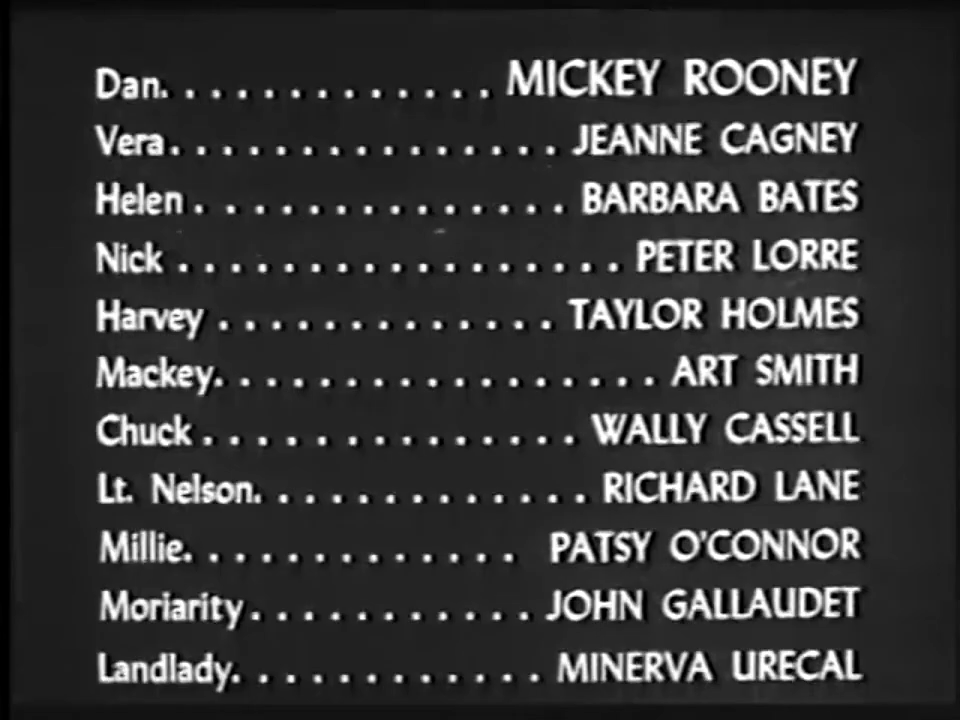 Dan. . . . . . . . . . . . . MICKEY ROONEY
Vera. . . . . . . . . . . . . . . JEANNE CAGNEY
Helen . . . . . . . . . . . . . . BARBARA BATES
Nick . . . . . . . . . . . . . . . . . PETER LORRE
Harvey . . . . . . . . . . . . . TAYLOR HOLMES
Mackey. . . . . . . . . . . . . . . . . ART SMITH
Chuck . . . . . . . . . . . . . . . WALLY CASSELL
Lt. Nelson. . . . . . . . . . . . . RICHARD LANE
Millie. . . . . . . . . . . . . PATSY O'CONNOR
Moriarity . . . . . . . . . . . JOHN GALLAUDET
Landlady. . . . . . . . . . . . MINERVA URECAL